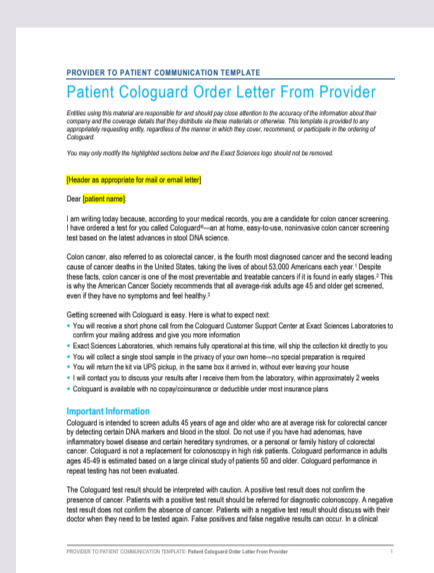 PROVIDER TO PATIENT COMMUNICATION TEMPLATE
Patient Cologuard Order Letter From Provider
Entities using this material are responsible for and should pay close attention to the accuracy of the information about their
company and the coverage details that they distribute via these materials or otherwise. This template is provided to any
appropriately requesting entity, regardless of the manner in which they cover, recommend, or participate in the ordering of
Cologuard.
You may only modify the highlighted sections below and the Exact Sciences logo should not be removed.
[Header as appropriate for mail or email letter]
Dear [patient name]:
I am writing today because, according to your medical records, you are a candidate for colon cancer screening.
I have ordered a test for you called Cologuard®—an at home, easy-to-use, noninvasive colon cancer screening
test based on the latest advances in stool DNA science.
Colon cancer, also referred to as colorectal cancer, is the fourth most diagnosed cancer and the second leading
cause of cancer deaths in the United States, taking the lives of about 53,000 Americans each year.¹ Despite
these facts, colon cancer is one of the most preventable and treatable cancers if it is found in early stages.² This
is why the American Cancer Society recommends that all average-risk adults age 45 and older get screened,
even if they have no symptoms and feel healthy.³
Getting screened with Cologuard is easy. Here is what to expect next:
• You will receive a short phone call from the Cologuard Customer Support Center at Exact Sciences Laboratories to
confirm your mailing address and give you more information
• Exact Sciences Laboratories, which remains fully operational at this time, will ship the collection kit directly to you
• You will collect a single stool sample in the privacy of your own home—no special preparation is required
• You will return the kit via UPS pickup, in the same box it arrived in, without ever leaving your house
• I will contact you to discuss your results after I receive them from the laboratory, within approximately 2 weeks
• Cologuard is available with no copay/coinsurance or deductible under most insurance plans
Important Information
Cologuard is intended to screen adults 45 years of age and older who are at average risk for colorectal cancer
by detecting certain DNA markers and blood in the stool. Do not use if you have had adenomas, have
inflammatory bowel disease and certain hereditary syndromes, or a personal or family history of colorectal
cancer. Cologuard is not a replacement for colonoscopy in high risk patients. Cologuard performance in adults
ages 45-49 is estimated based on a large clinical study of patients 50 and older. Cologuard performance in
repeat testing has not been evaluated.
The Cologuard test result should be interpreted with caution. A positive test result does not confirm the
presence of cancer. Patients with a positive test result should be referred for diagnostic colonoscopy. A negative
test result does not confirm the absence of cancer. Patients with a negative test result should discuss with their
doctor when they need to be tested again. False positives and false negative results can occur. In a clinical
PROVIDER TO PATIENT COMMUNICATION TEMPLATE: Patient Cologuard Order Letter From Provider 1